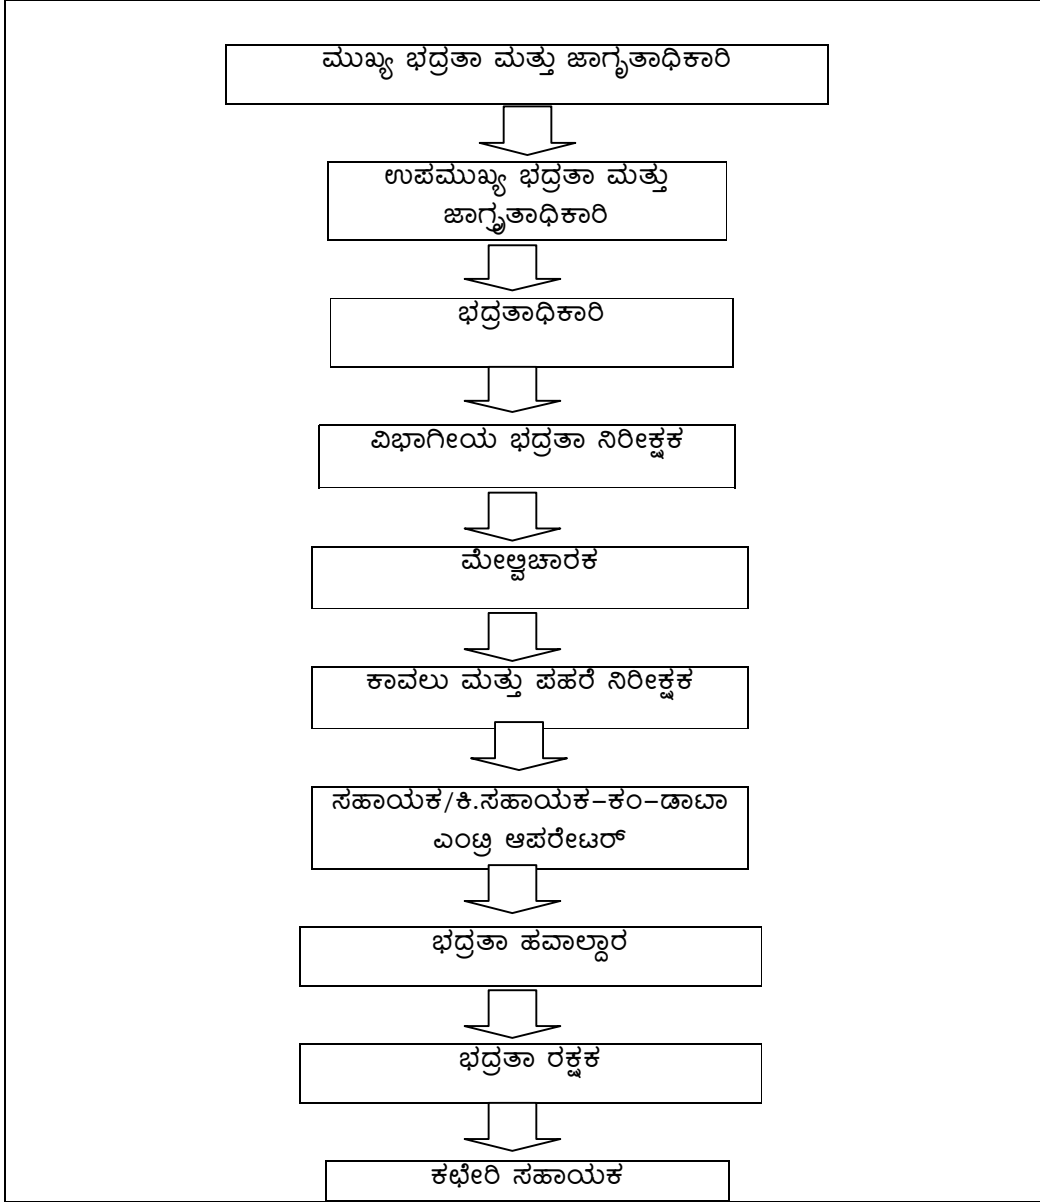 ಮುಖ್ಯ ಭದ್ರತಾ ಮತ್ತು ಜಾಗೃತಾಧಿಕಾರಿ
ಉಪಮುಖ್ಯ ಭದ್ರತಾ ಮತ್ತು
ಜಾಗ್ರೃತಾಧಿಕಾರಿ
ಭದ್ರತಾಧಿಕಾರಿ
ವಿಭಾಗೀಯ ಭದ್ರತಾ ನಿರೀಕ್ಷಕ
ಮೇಲ್ವಿಚಾರಕ
ಕಾವಲು ಮತ್ತು ಪಹರೆ ನಿರೀಕ್ಷಕ
ಸಹಾಯಕ/ಕಿ.ಸಹಾಯಕ-ಕಂ-ಡಾಟಾ
ಎಂಟ್ರಿ ಆಪರೇಟರ್
ಭದ್ರತಾ ಹವಾಲ್ದಾರ
ಭದ್ರತಾ ರಕ್ಷಕ
ಕಛೇರಿ ಸಹಾಯಕ